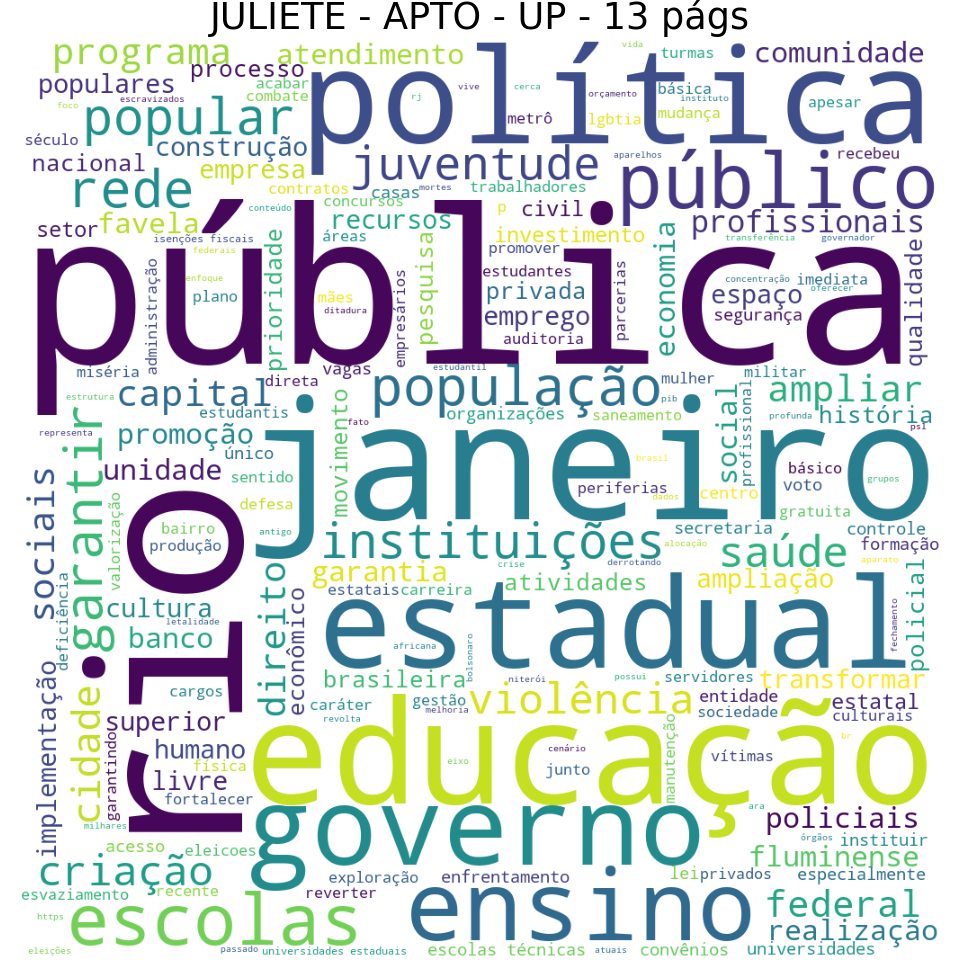 JULIETE - APTO - UP - 13 págs
programa
atendimento
política
vida
turmas
comunidade
processo
populares
acabar
combate
escravizados
foco
vive
cerca
rj
orçamento
básica
instituto
apesar
popular
metrô
lgbtia
mudança
século
construção
juventude
aparelhos
recebeu
nacional
empresa
público
rede
contratos
casas
mortes
trabalhadores
concursos
conteúdo
recursos
p
civil
profissionais
setor
favela
isenções fiscais
federais
áreas
investimento
promover
transferência
governador
pública
prioridade
pesquisa
economia
qualidade
administração
enfoque
plano
mães
ditadura
empresários
estudantes
privada
emprego
auditoria
parcerias
concentração
imediata
oferecer
espaço
segurança
miséria
vagas
direta
estudantil
população
mulher
militar
estrutura
capital
estudantis
pib
ampliar
organizações
saneamento
social
profissional
profunda
história
representa
promoção
único
fato
movimento
janeiro
psl
garantir
unidade
sentido
brasil
periferias
básico
voto
grupos
sociais
valorização
bairro
produção
defesa
antigo
centro
dados
gratuita
rio
instituições
secretaria
controle
formação
crise
derrotando
alocação
saúde
aparato
garantia
atividades
ampliação
deficiência
cultura
letalidade
direito
econômico
estatais
carreira
estadual
fechamento
policial
banco
africana
bolsonaro
niterói
possui
servidores
brasileira
transformar
implementação
cidade
cargos
caráter
gestão
melhoria
revolta
violência
entidade
sociedade
estatal
culturais
superior
garantindo
humano
física
livre
fortalecer
educação
eixo
cenário
junto
manutenção
vítimas
br
milhares
governo
ara
policiais
órgãos
instituir
acesso
eleicoes
fluminense
criação
exploração
enfrentamento
lei
privados
especialmente
esvaziamento
recente
reverter
ensino
federal
https
escolas
realização
eleições
passado
universidades estaduais
escolas técnicas
atuais
convênios
universidades